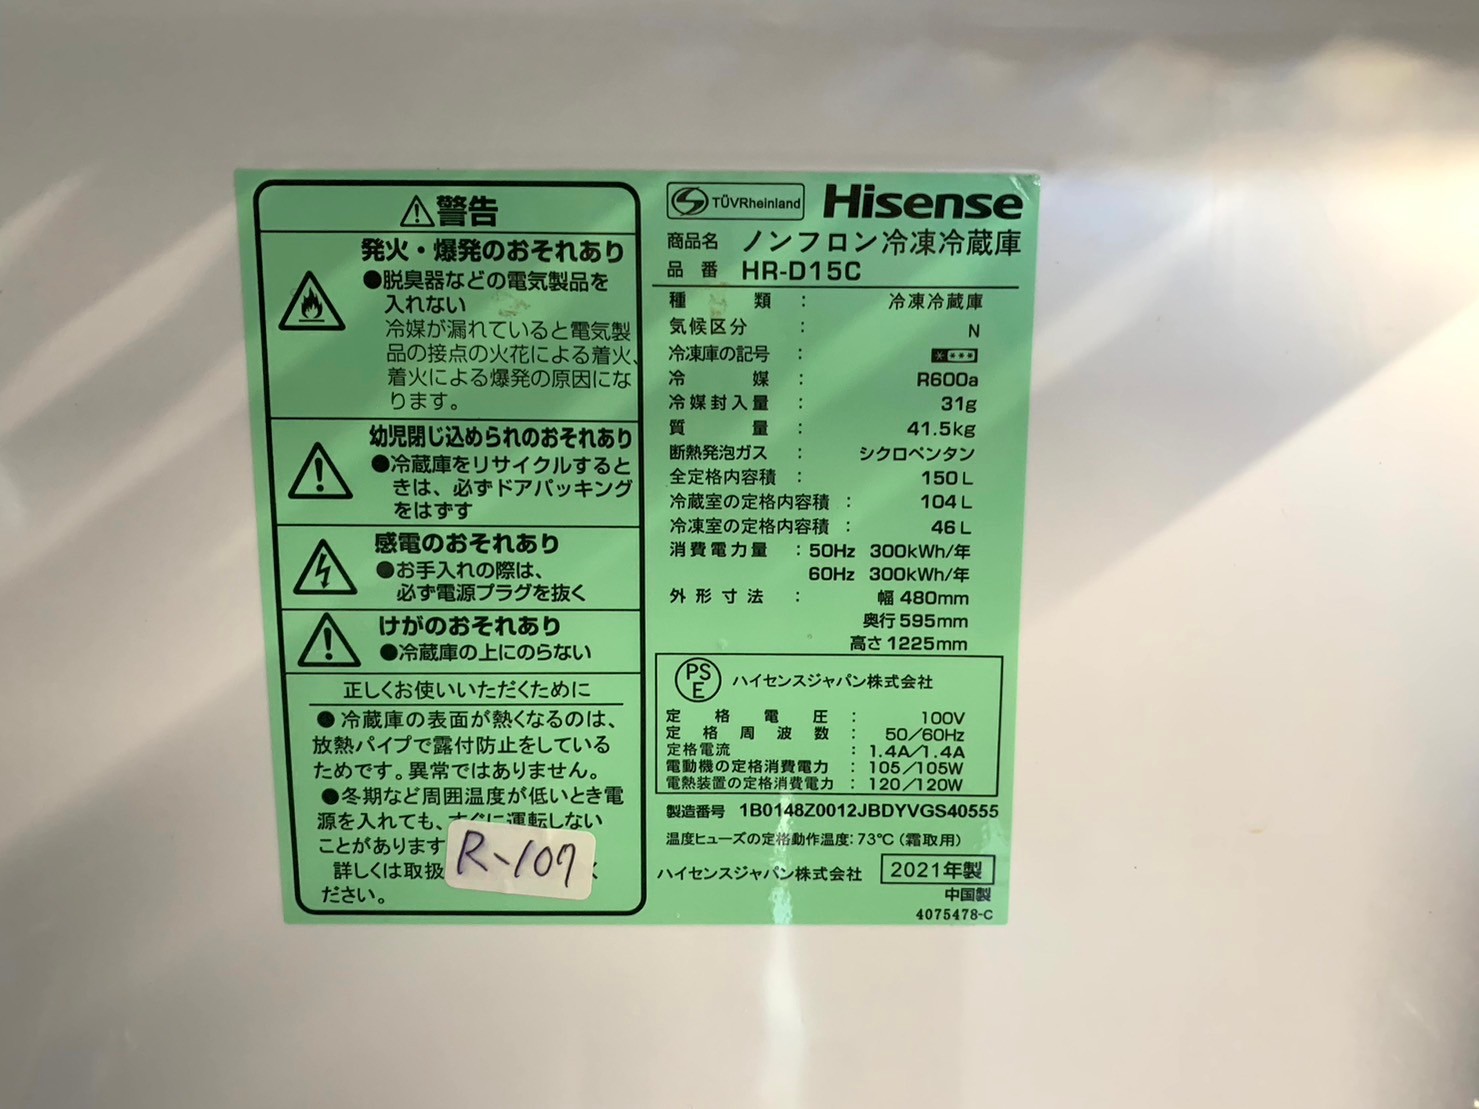 ⚠警告
発火・爆発のおそれあり
●脱臭器などの電気製品を
入れない
冷媒が漏れていると電気製
品の接点の火花による着火、
着火による爆発の原因にな
ります。
幼児閉じ込められのおそれあり
●冷蔵庫をリサイクルすると
きは、必ずドアパッキング
をはずす
感電のおそれあり
●お手入れの際は、
必ず電源プラグを抜く
けがのおそれあり
●冷蔵庫の上にのらない
正しくお使いいただくために
●冷蔵庫の表面が熱くなるのは、
放熱パイプで露付防止をしている
ためです。異常ではありません。
●冬期など周囲温度が低いとき電
源を入れても、すぐに運転しない
ことがあります
詳しくは取扱
ださい。
R-107
TÜVRheinland Hisense
商品名 ノンフロン冷凍冷蔵庫
品番 HR-D15C
種類 : 冷凍冷蔵庫
気候区分 : N
冷凍庫の記号 : ****
冷媒 : R600a
冷媒封入量 : 31g
質量 : 41.5kg
断熱発泡ガス : シクロペンタン
全定格内容積 : 150L
冷蔵室の定格内容積 : 104L
冷凍室の定格内容積 : 46L
消費電力量 : 50Hz 300kWh/年
60Hz 300kWh/年
外形寸法 : 幅 480mm
奥行 595mm
高さ 1225mm
PSE ハイセンスジャパン株式会社
定格電圧 : 100V
定格周波数 : 50/60Hz
定格電流 : 1.4A/1.4A
電動機の定格消費電力 : 105/105W
電熱装置の定格消費電力 : 120/120W
製造番号 1B0148Z0012JBDYVGS40555
温度ヒューズの定格動作温度:73℃(霜取用)
ハイセンスジャパン株式会社 2021年製
中国製
4075478-C